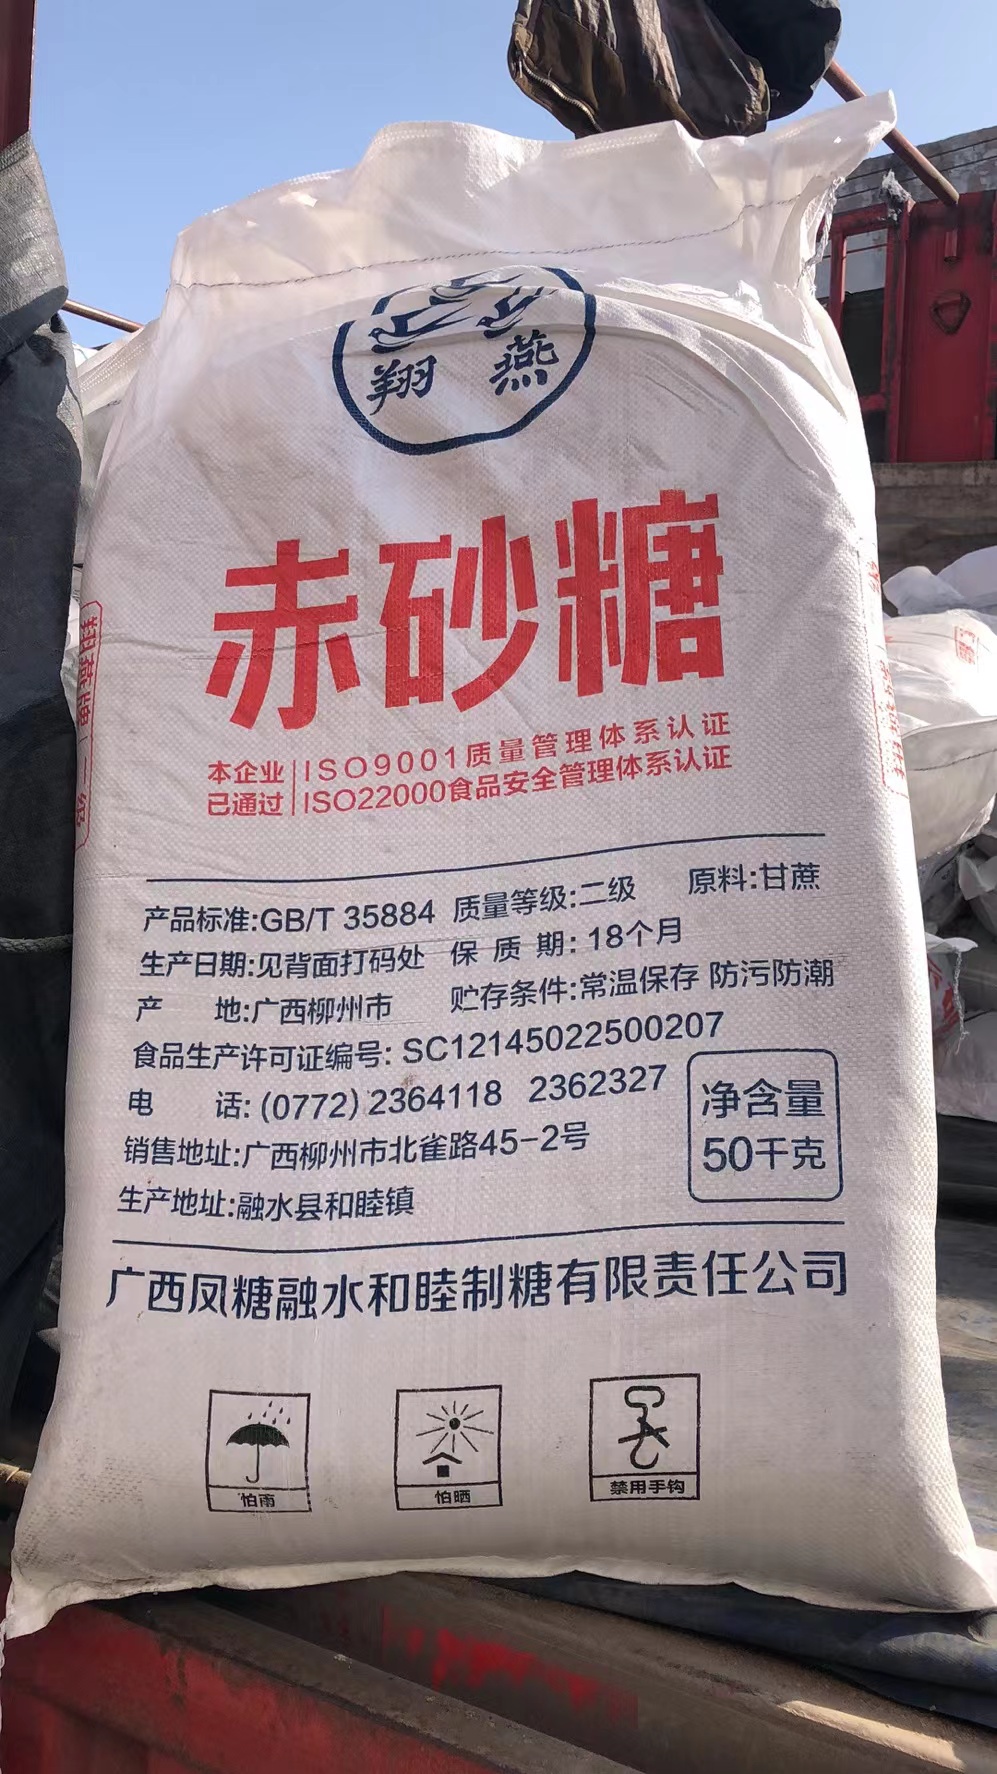 翔 燕
赤砂糖
本企业
已通过
ISO9001质量管理体系认证
ISO22000食品安全管理体系认证
产品标准:GB/T 35884 质量等级:二级 原料:甘蔗
生产日期:见背面打码处 保 质 期: 18个月
产 地:广西柳州市 贮存条件:常温保存 防污防潮
食品生产许可证编号: SC12145022500207
电 话: (0772) 2364118 2362327
销售地址:广西柳州市北雀路45-2号
生产地址:融水县和睦镇
净含量
50千克
广西凤糖融水和睦制糖有限责任公司
怕雨
怕晒
禁用手钩
翔燕牌
二级